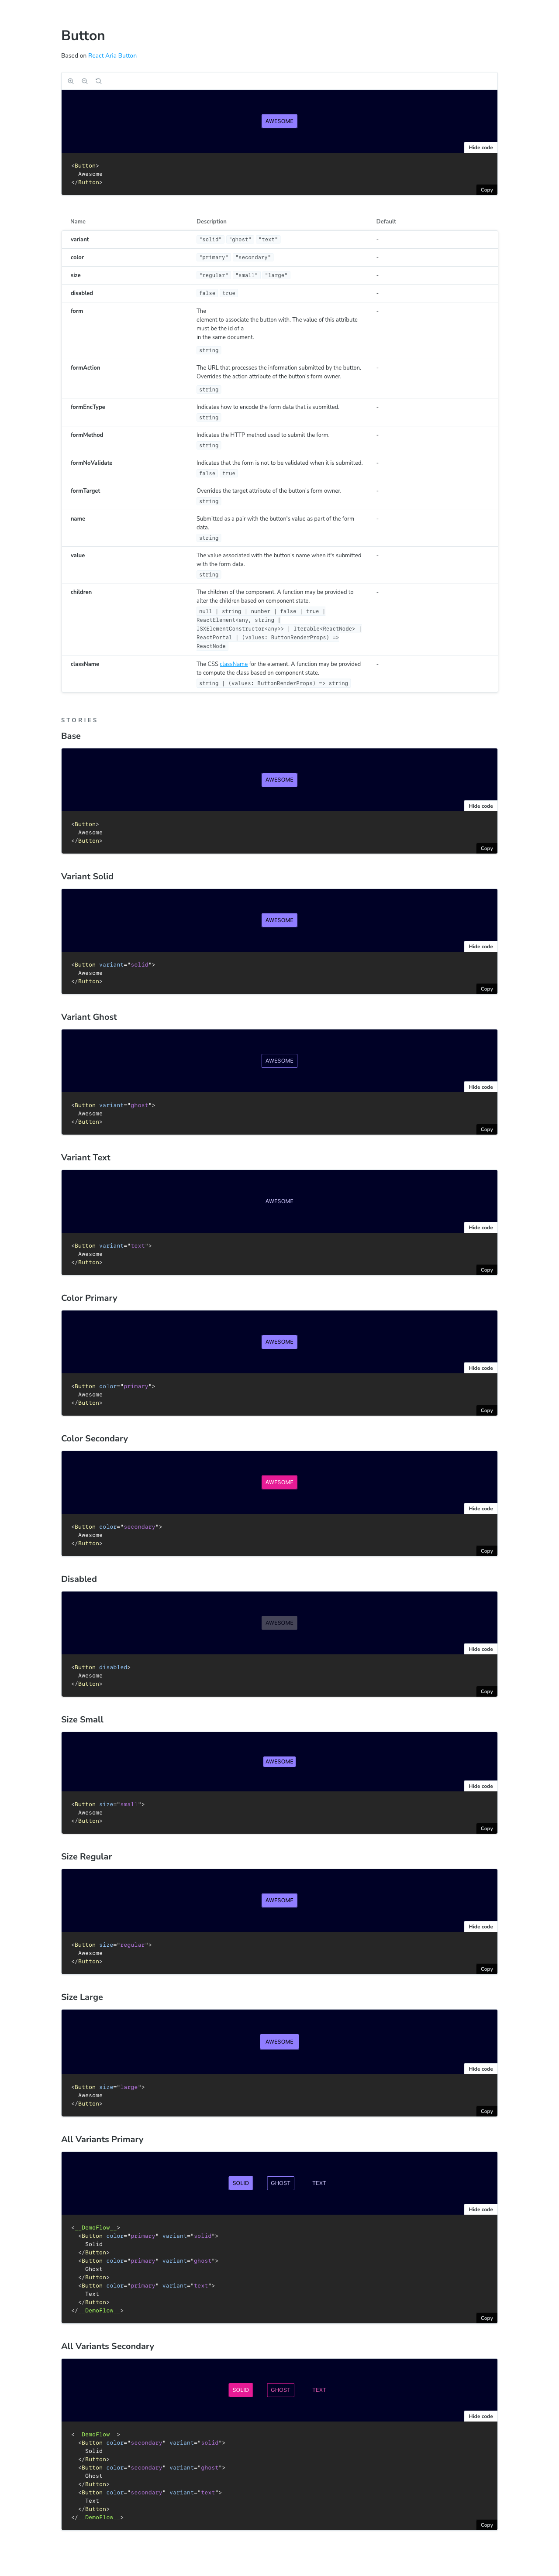 Button
Based on React Aria Button
AWESOME
Hide code
<Button>
Awesome
</Button>
Copy
Name Description Default
variant "solid" "ghost" "text" -
color "primary" "secondary" -
size "regular" "small" "large" -
disabled false true -
form The -
element to associate the button with. The value of this attribute
must be the id of a
in the same document.
string
formAction The URL that processes the information submitted by the button. -
Overrides the action attribute of the button's form owner.
string
formEncType Indicates how to encode the form data that is submitted. -
string
formMethod Indicates the HTTP method used to submit the form. -
string
formNoValidate Indicates that the form is not to be validated when it is submitted. -
false true
formTarget Overrides the target attribute of the button's form owner. -
string
name Submitted as a pair with the button's value as part of the form -
data.
string
value The value associated with the button's name when it's submitted -
with the form data.
string
children The children of the component. A function may be provided to -
alter the children based on component state.
null | string | number | false | true |
ReactElement<any, string |
JSXElementConstructor<any>> | Iterable<ReactNode> |
ReactPortal | (values: ButtonRenderProps) =>
ReactNode
className The CSS className for the element. A function may be provided -
to compute the class based on component state.
string | (values: ButtonRenderProps) => string
STORIES
Base
AWESOME
Hide code
<Button>
Awesome
</Button>
Copy
Variant Solid
AWESOME
Hide code
<Button variant="solid">
Awesome
</Button>
Copy
Variant Ghost
AWESOME
Hide code
<Button variant="ghost">
Awesome
</Button>
Copy
Variant Text
AWESOME
Hide code
<Button variant="text">
Awesome
</Button>
Copy
Color Primary
AWESOME
Hide code
<Button color="primary">
Awesome
</Button>
Copy
Color Secondary
AWESOME
Hide code
<Button color="secondary">
Awesome
</Button>
Copy
Disabled
AWESOME
Hide code
<Button disabled>
Awesome
</Button>
Copy
Size Small
AWESOME
Hide code
<Button size="small">
Awesome
</Button>
Copy
Size Regular
AWESOME
Hide code
<Button size="regular">
Awesome
</Button>
Copy
Size Large
AWESOME
Hide code
<Button size="large">
Awesome
</Button>
Copy
All Variants Primary
SOLID GHOST TEXT
Hide code
<__DemoFlow__>
<Button color="primary" variant="solid">
Solid
</Button>
<Button color="primary" variant="ghost">
Ghost
</Button>
<Button color="primary" variant="text">
Text
</Button>
</__DemoFlow__>
Copy
All Variants Secondary
SOLID GHOST TEXT
Hide code
<__DemoFlow__>
<Button color="secondary" variant="solid">
Solid
</Button>
<Button color="secondary" variant="ghost">
Ghost
</Button>
<Button color="secondary" variant="text">
Text
</Button>
</__DemoFlow__>
Copy